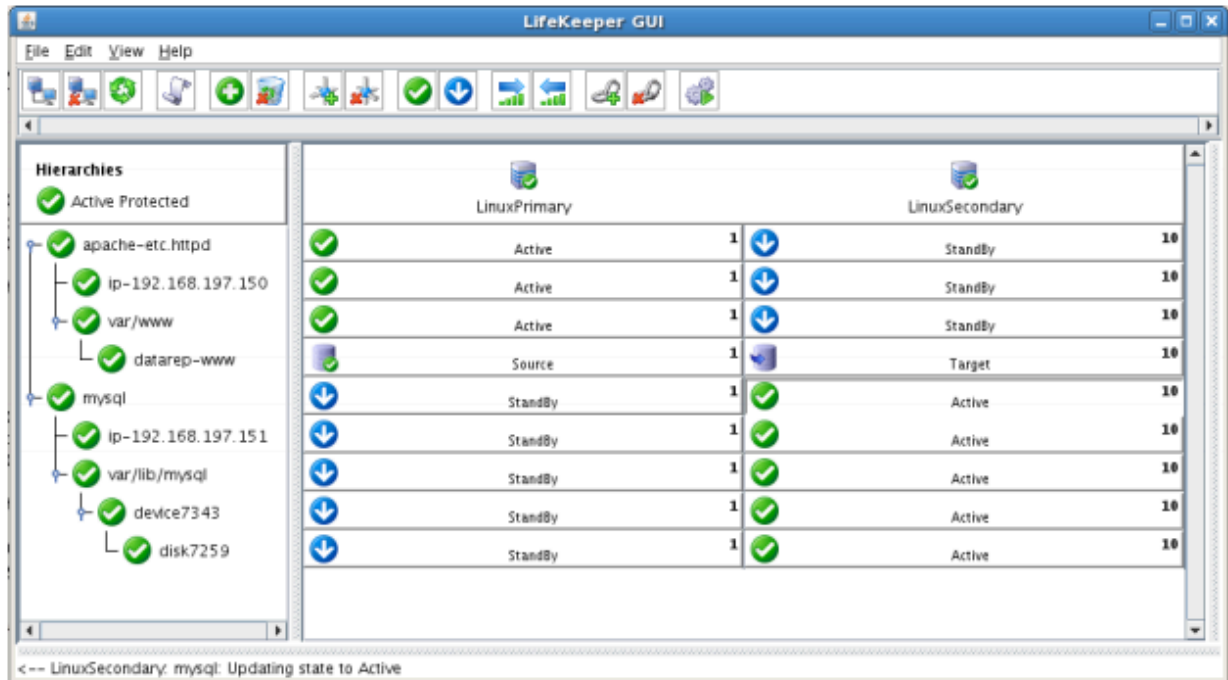 LifeKeeper GUI
File Edit View Help
Hierarchies
Active Protected
LinuxPrimary LinuxSecondary
apache-etc.httpd Active 1 StandBy 10
ip-192.168.197.150 Active 1 StandBy 10
var/www Active 1 StandBy 10
datarep-www Source 1 Target 10
mysql StandBy 1 Active 10
ip-192.168.197.151 StandBy 1 Active 10
var/lib/mysql StandBy 1 Active 10
device7343 StandBy 1 Active 10
disk7259 StandBy 1 Active 10
<-- LinuxSecondary: mysql: Updating state to Active